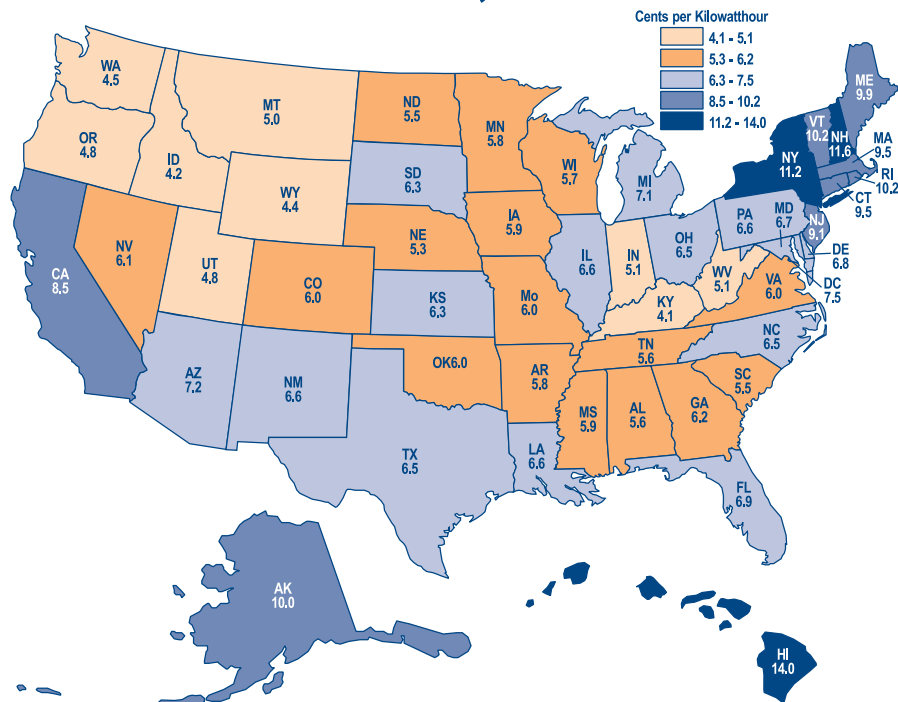 Cents per Kilowatthour
4.1 - 5.1
5.3 - 6.2
6.3 - 7.5
8.5 - 10.2
11.2 - 14.0
WA
4.5
MT
5.0
ND
5.5
MN
5.8
OR
4.8
ID
4.2
WY
4.4
SD
6.3
WI
5.7
MI
7.1
NY
11.2
VT
10.2
NH
11.6
ME
9.9
MA
9.5
RI
10.2
CT
9.5
NJ
9.1
DE
6.8
DC
7.5
MD
6.7
PA
6.6
CA
8.5
NV
6.1
UT
4.8
CO
6.0
NE
5.3
IA
5.9
KS
6.3
Mo
6.0
IL
6.6
IN
5.1
OH
6.5
WV
5.1
VA
6.0
KY
4.1
NC
6.5
TN
5.6
SC
5.5
AZ
7.2
NM
6.6
OK6.0
AR
5.8
MS
5.9
AL
5.6
GA
6.2
TX
6.5
LA
6.6
FL
6.9
AK
10.0
HI
14.0